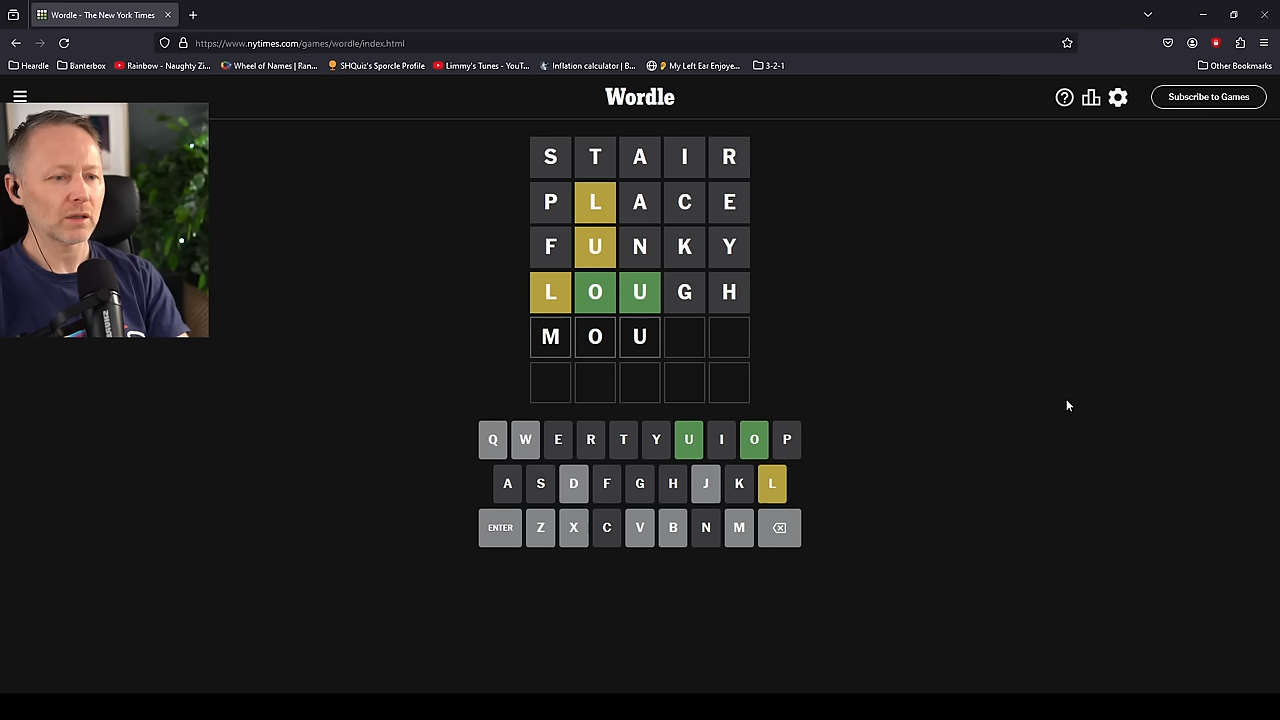 Wordle - The New York Times
https://www.nytimes.com/games/wordle/index.html
Heardle Banterbox Rainbow - Naughty Zi... Wheel of Names | Ran... SHQuiz's Sporcle Profile Limmy's Tunes - YouT... Inflation calculator | B... My Left Ear Enjoye... 3-2-1 Other Bookmarks
Wordle
Subscribe to Games
S T A I R
P L A C E
F U N K Y
L O U G H
M O U
Q W E R T Y U I O P
A S D F G H J K L
ENTER Z X C V B N M